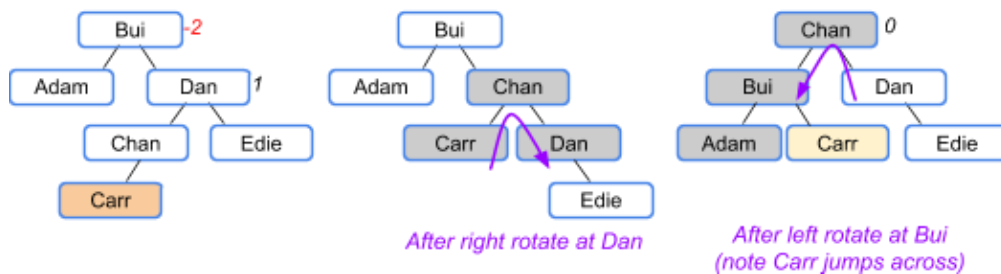 Bui -2
Adam
Dan 1
Chan
Edie
Carr
Bui
Adam
Chan
Carr
Dan
Edie
After right rotate at Dan
Chan 0
Bui
Dan
Adam
Carr
Edie
After left rotate at Bui
(note Carr jumps across)